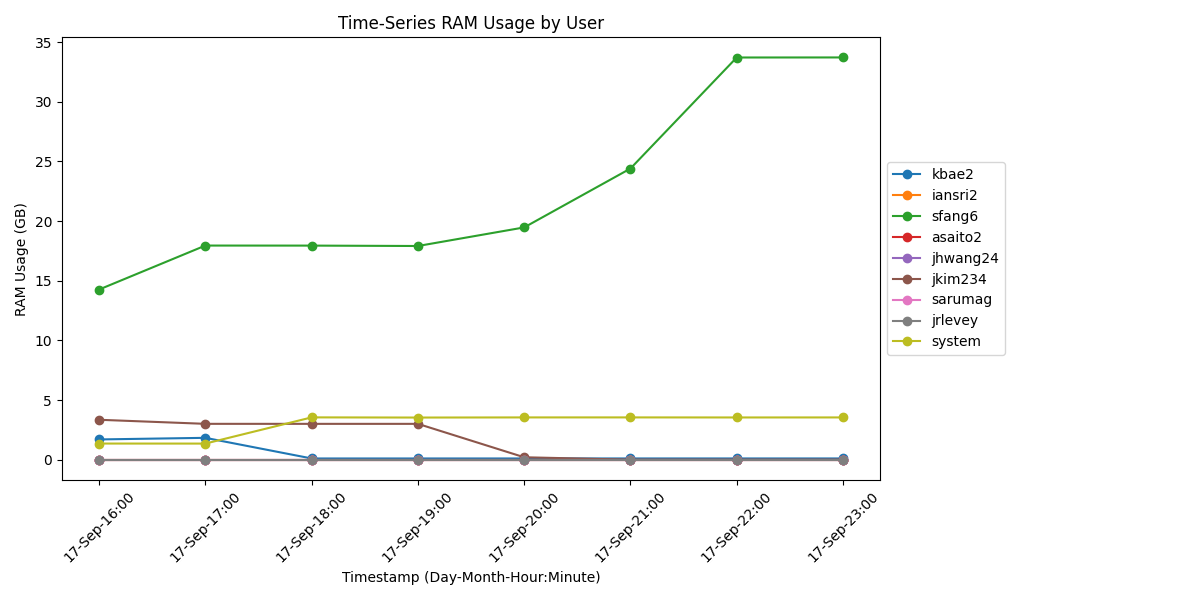 Time-Series RAM Usage by User
RAM Usage (GB)
35
30
25
20
15
10
5
0
17-Sep-16:00
17-Sep-17:00
17-Sep-18:00
17-Sep-19:00
17-Sep-20:00
17-Sep-21:00
17-Sep-22:00
17-Sep-23:00
Timestamp (Day-Month-Hour:Minute)
kbae2
iansri2
sfang6
asaito2
jhwang24
jkim234
sarumag
jrlevey
system